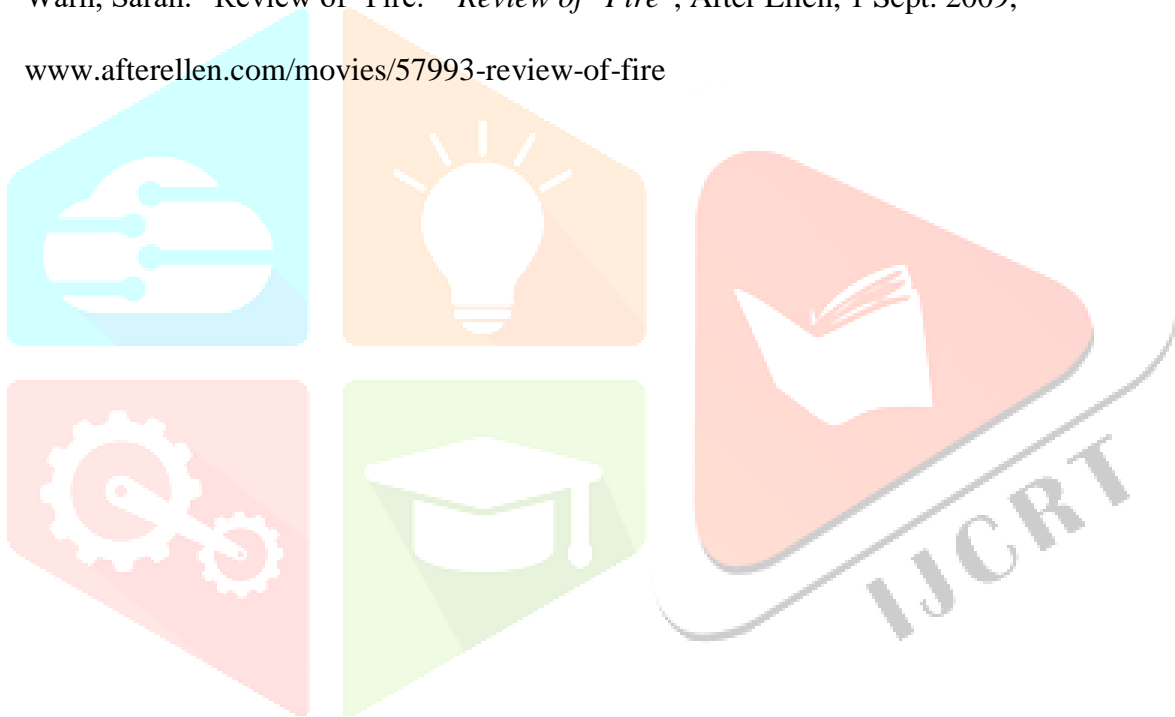 Warn, Sarah. "Review of "Fire." " Review of "Fire", After Ellen, 1 Sept. 2009,
www.afterellen.com/movies/57993-review-of-fire
IJCRT